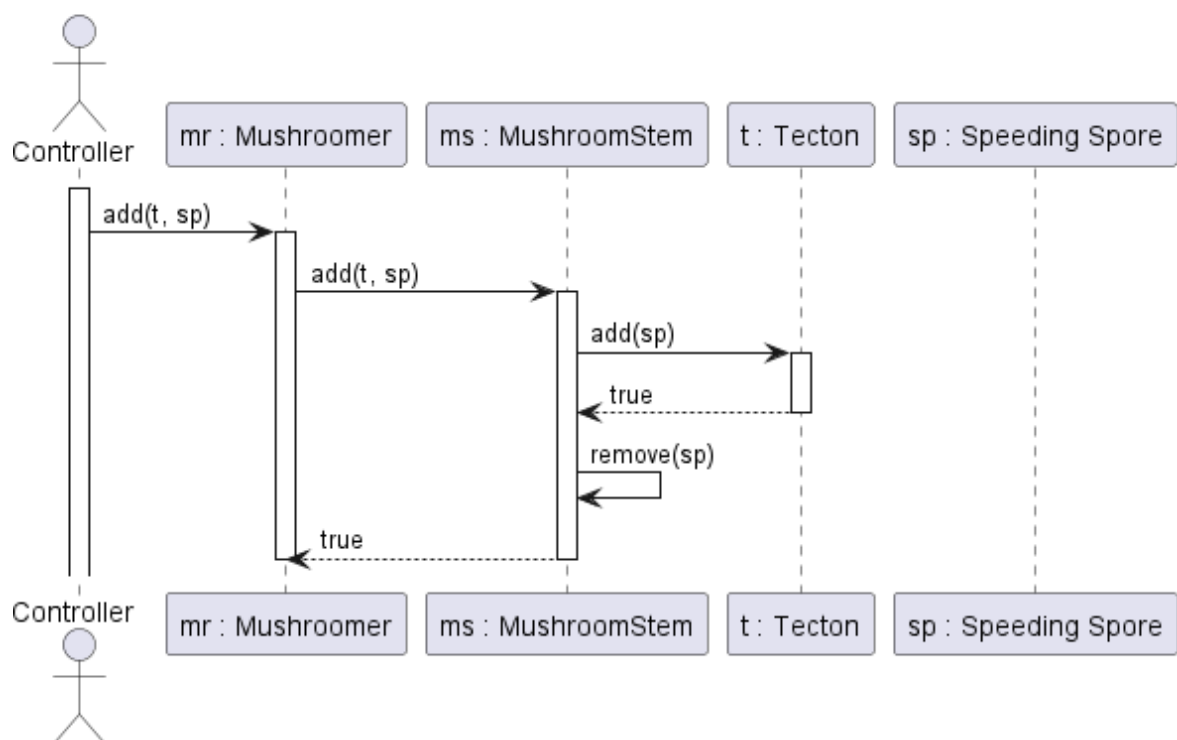 Controller
mr : Mushroomer
ms : MushroomStem
t : Tecton
sp : Speeding Spore
add(t, sp)
add(t, sp)
add(sp)
true
remove(sp)
true
Controller
mr : Mushroomer
ms : MushroomStem
t : Tecton
sp : Speeding Spore